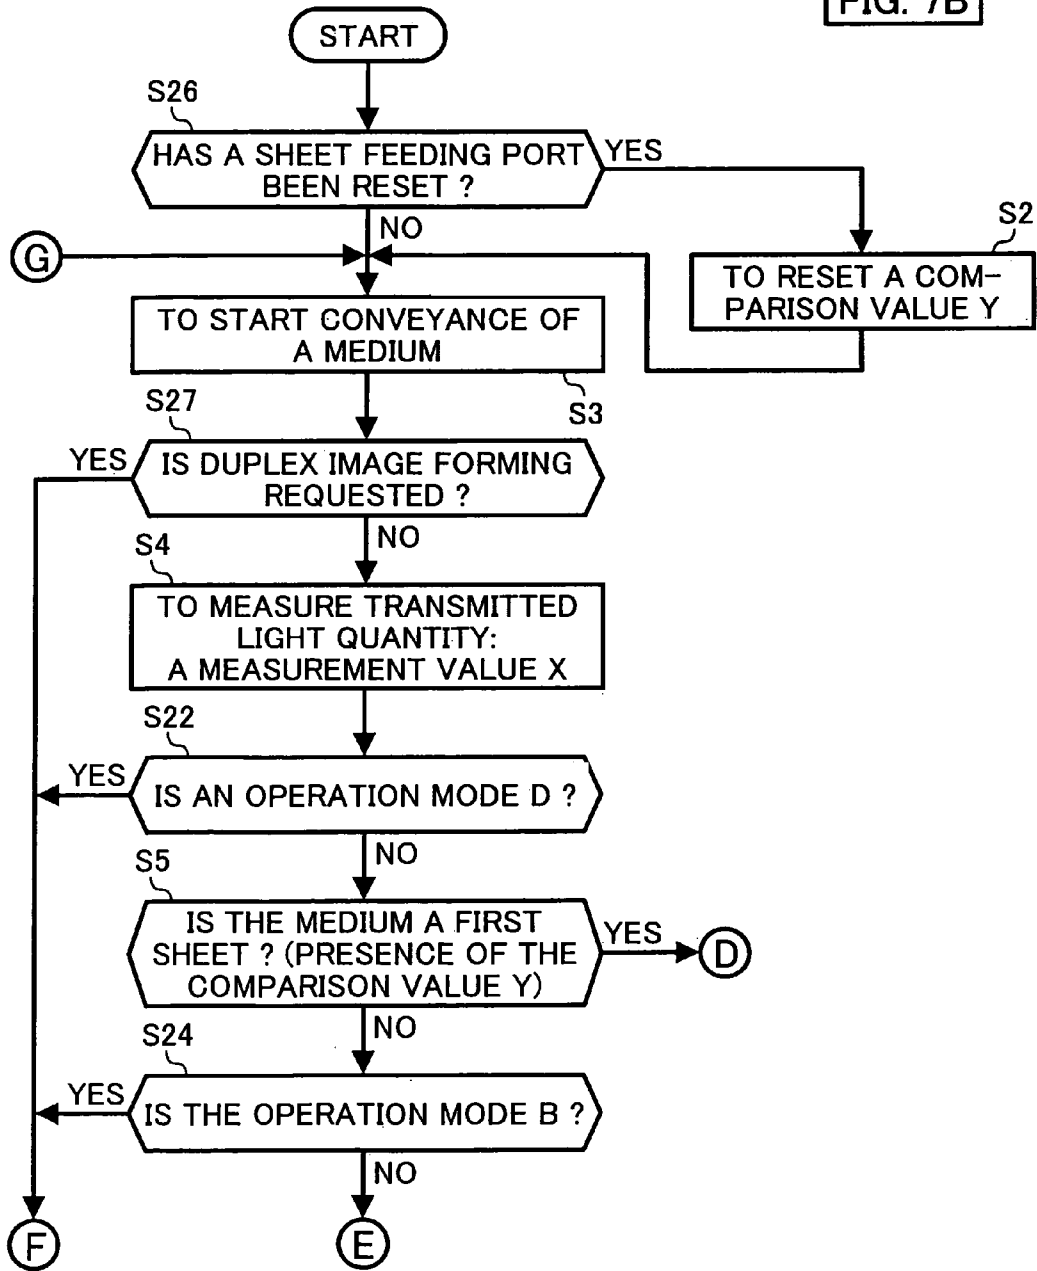 FIG. 7B
START
S26
HAS A SHEET FEEDING PORT
BEEN RESET ?
YES
NO
G
S2
TO RESET A COM-
PARISON VALUE Y
TO START CONVEYANCE OF
A MEDIUM
S3
S27
YES
IS DUPLEX IMAGE FORMING
REQUESTED ?
NO
S4
TO MEASURE TRANSMITTED
LIGHT QUANTITY:
A MEASUREMENT VALUE X
S22
YES
IS AN OPERATION MODE D ?
NO
S5
IS THE MEDIUM A FIRST
SHEET ? (PRESENCE OF THE
COMPARISON VALUE Y)
YES
D
NO
S24
YES
IS THE OPERATION MODE B ?
NO
F
E